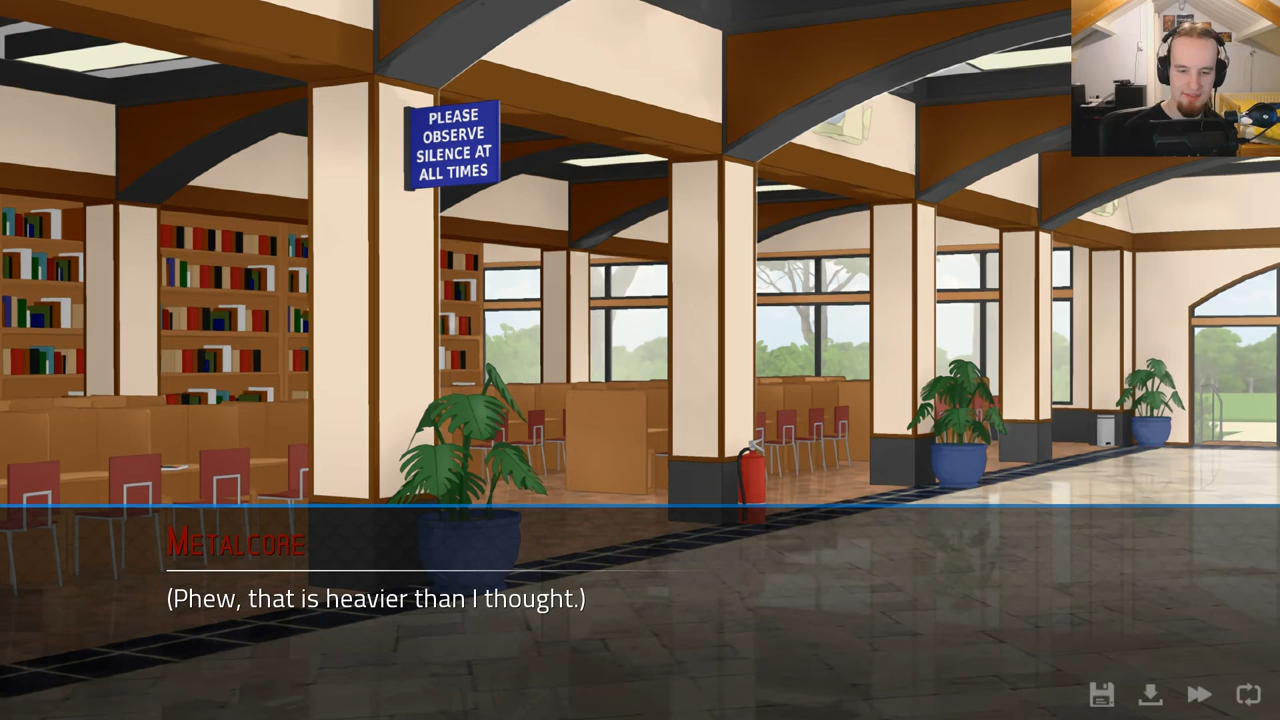 PLEASE
OBSERVE
SILENCE AT
ALL TIMES
METALCORE
(Phew, that is heavier than I thought.)